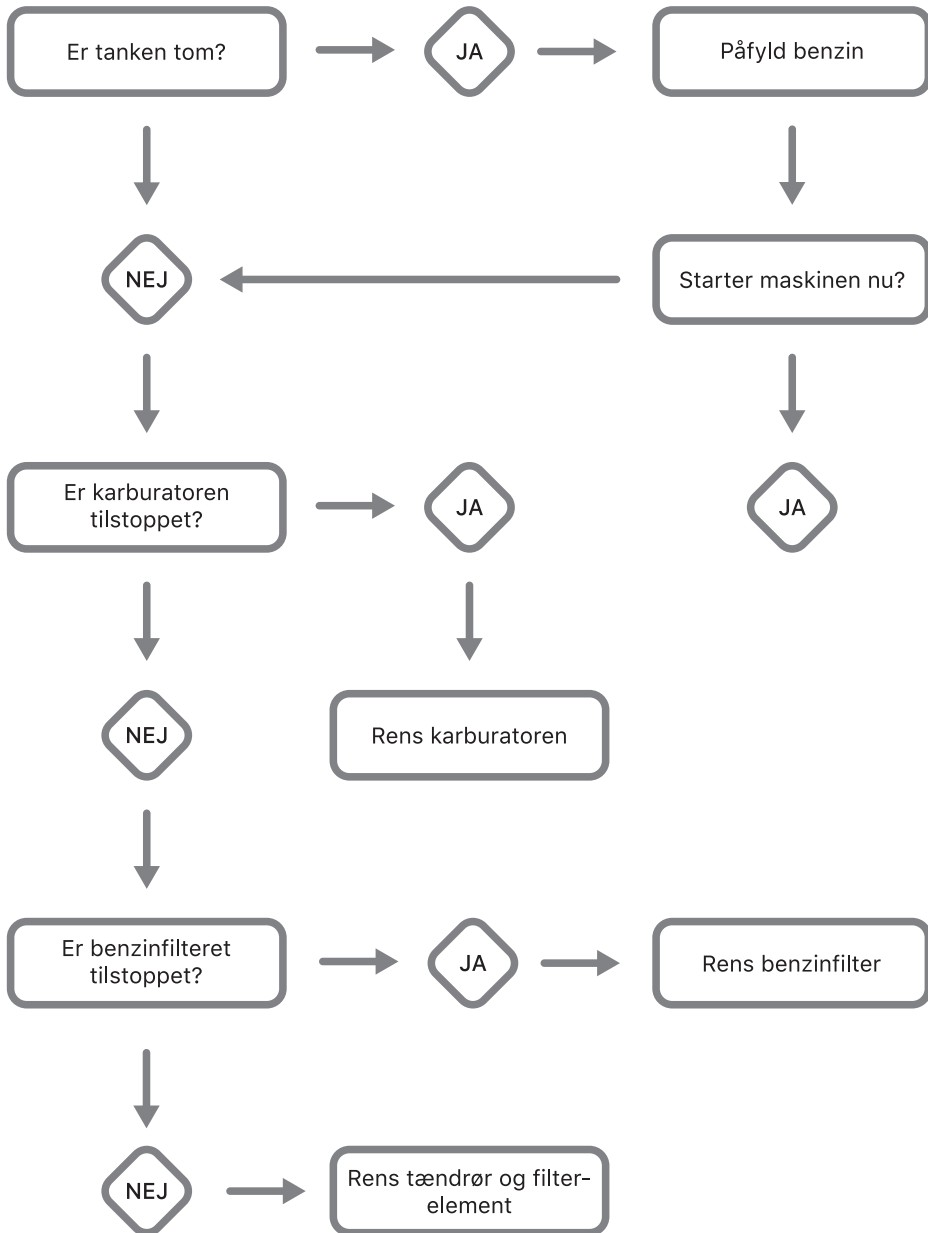 Er tanken tom?
JA
Påfyld benzin
NEJ
Starter maskinen nu?
Er karburatoren
tilstoppet?
JA
JA
NEJ
Rens karburatoren
Er benzinfilteret
tilstoppet?
JA
Rens benzinfilter
NEJ
Rens tændrør og filter-
element